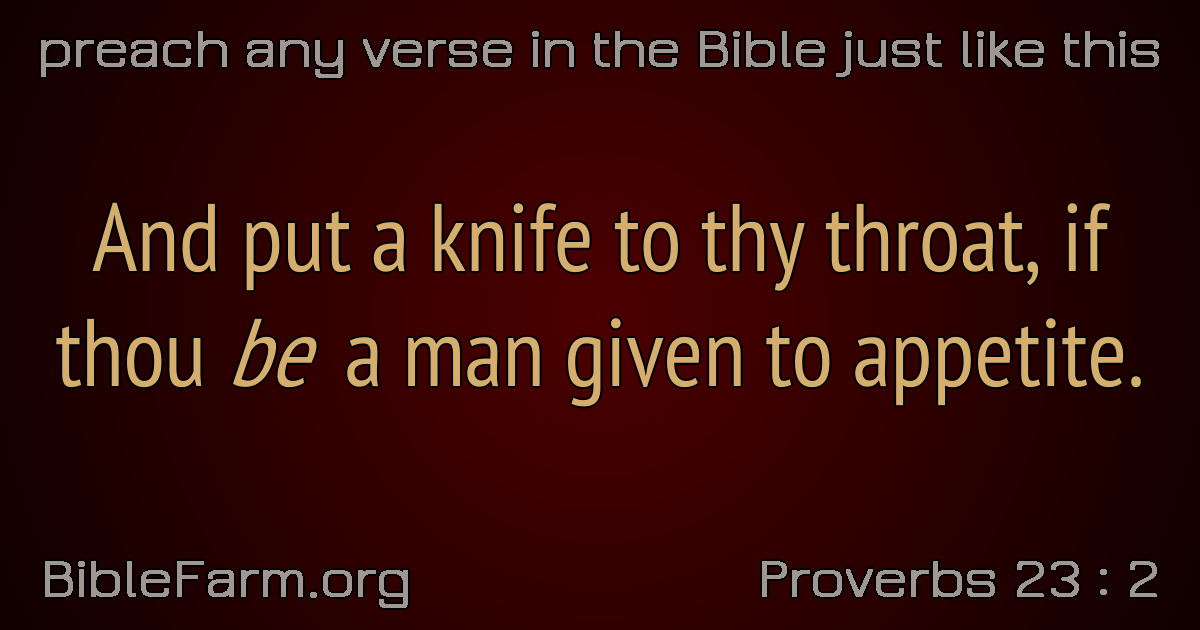 preach any verse in the Bible just like this
And put a knife to thy throat, if
thou be a man given to appetite.
BibleFarm.org
Proverbs 23 : 2